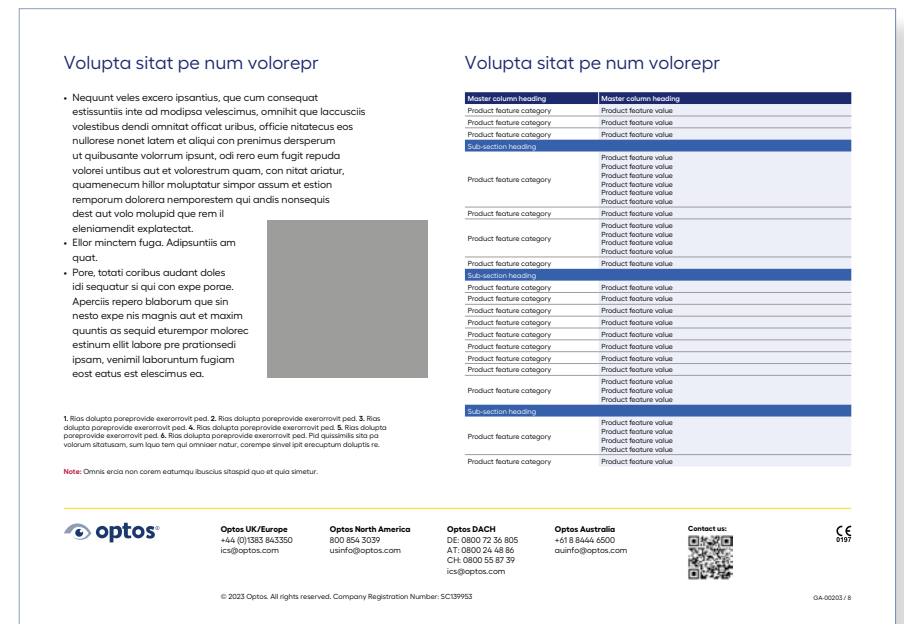 Volupta sitat pe num volorepr
• Nequnt veles excero ipsantius, que cum consequat
estissuntiis inte ad modipsa velescimus, omnihit que laccusciis
volestibus dendi omnitat officat uribus, officie nitatecus eos
nullorese nonet latem et aliqui con prenimus dersperum
ut quibusante volorrum ipsunt, odi rero eum fugit repuda
volorei untibus aut et volorestrum quam, con nitat ariatur,
quamenecum hillor moluptatur simpor assum et estion
remporum dolorera nemporestem qui andis nonsequis
dest aut volo molupid que rem il
eleniamendit explatectat.
• Ellor minctem fuga. Adipsuntiis am
quat.
• Pore, totati coribus audant doles
idi sequatur si qui con expe porae.
Aperciis repero blaborum que sin
nesto expe nis magnis aut et maxim
quuntis as sequid eturempor molorec
estinum ellit labore pre prationsedi
ipsam, venimil laboruntum fugiam
eost eatus est elescimus ea.
1. Rias dolupta poreprovide exerorrovit ped. 2. Rias dolupta poreprovide exerorrovit ped. 3. Rias
dolupta poreprovide exerorrovit ped. 4. Rias dolupta poreprovide exerorrovit ped. 5. Rias dolupta
poreprovide exerorrovit ped. 6. Rias dolupta poreprovide exerorrovit ped. Pid quissimilis sita pa
volorum sitatusam, sum lquo tem qui omniaer natur, corempe sinvel ipit erecuptum doluptis re.
Note: Omnis ercia non corem eatumqu ibuscius sitaspid quo et quia simetur.
Volupta sitat pe num volorepr
Master column heading Master column heading
Product feature category Product feature value
Product feature category Product feature value
Product feature category Product feature value
Sub-section heading
Product feature category
Product feature value
Product feature value
Product feature value
Product feature value
Product feature value
Product feature value
Product feature category Product feature value
Product feature category
Product feature value
Product feature value
Product feature value
Product feature value
Product feature category Product feature value
Sub-section heading
Product feature category Product feature value
Product feature category Product feature value
Product feature category Product feature value
Product feature category Product feature value
Product feature category Product feature value
Product feature category Product feature value
Product feature category Product feature value
Product feature category Product feature value
Product feature category
Product feature value
Product feature value
Product feature value
Sub-section heading
Product feature category
Product feature value
Product feature value
Product feature value
Product feature value
Product feature category Product feature value
optos®
Optos UK/Europe
+44 (0)1383 843350
ics@optos.com
Optos North America
800 854 3039
usinfo@optos.com
Optos DACH
DE: 0800 72 36 805
AT: 0800 24 48 86
CH: 0800 55 87 39
ics@optos.com
Optos Australia
+61 8 8444 6500
auinfo@optos.com
Contact us:
CE
0197
© 2023 Optos. All rights reserved. Company Registration Number: SC139953
GA-00203 / 8